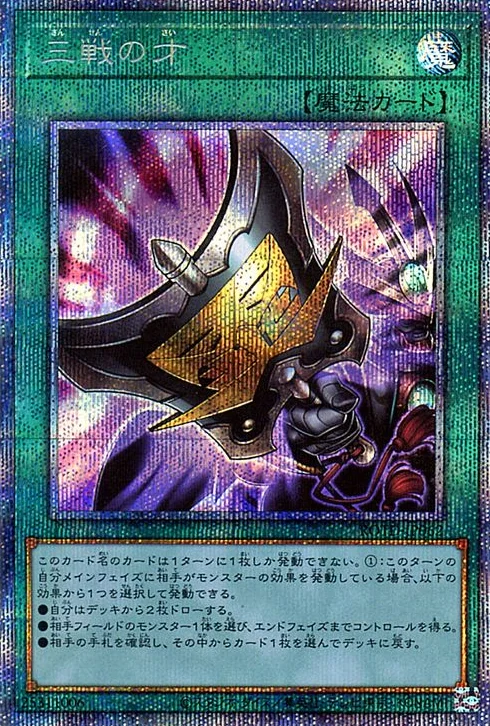 三戦の才
【魔法カード】
このカード名のカードは1ターンに1枚しか発動できない。①：このターンの
自分メインフェイズに相手がモンスターの効果を発動している場合、以下の
効果から1つを選択して発動できる。
●自分はデッキから2枚ドローする。
●相手フィールドのモンスター1体を選び、エンドフェイズまでコントロールを得る。
●相手の手札を確認し、その中からカード1枚を選んでデッキに戻す。